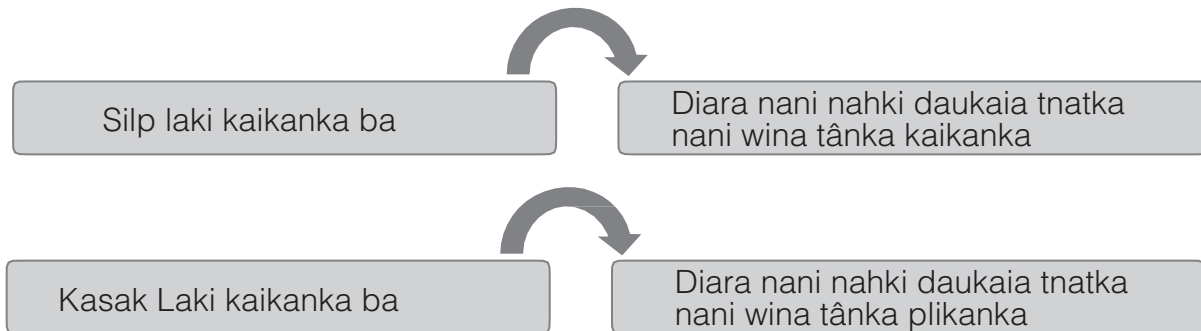 Silp laki kaikanka ba
Diara nani nahki daukaia tnatka
nani wina tânka kaikanka
Kasak Laki kaikanka ba
Diara nani nahki daukaia tnatka
nani wina tânka plikanka